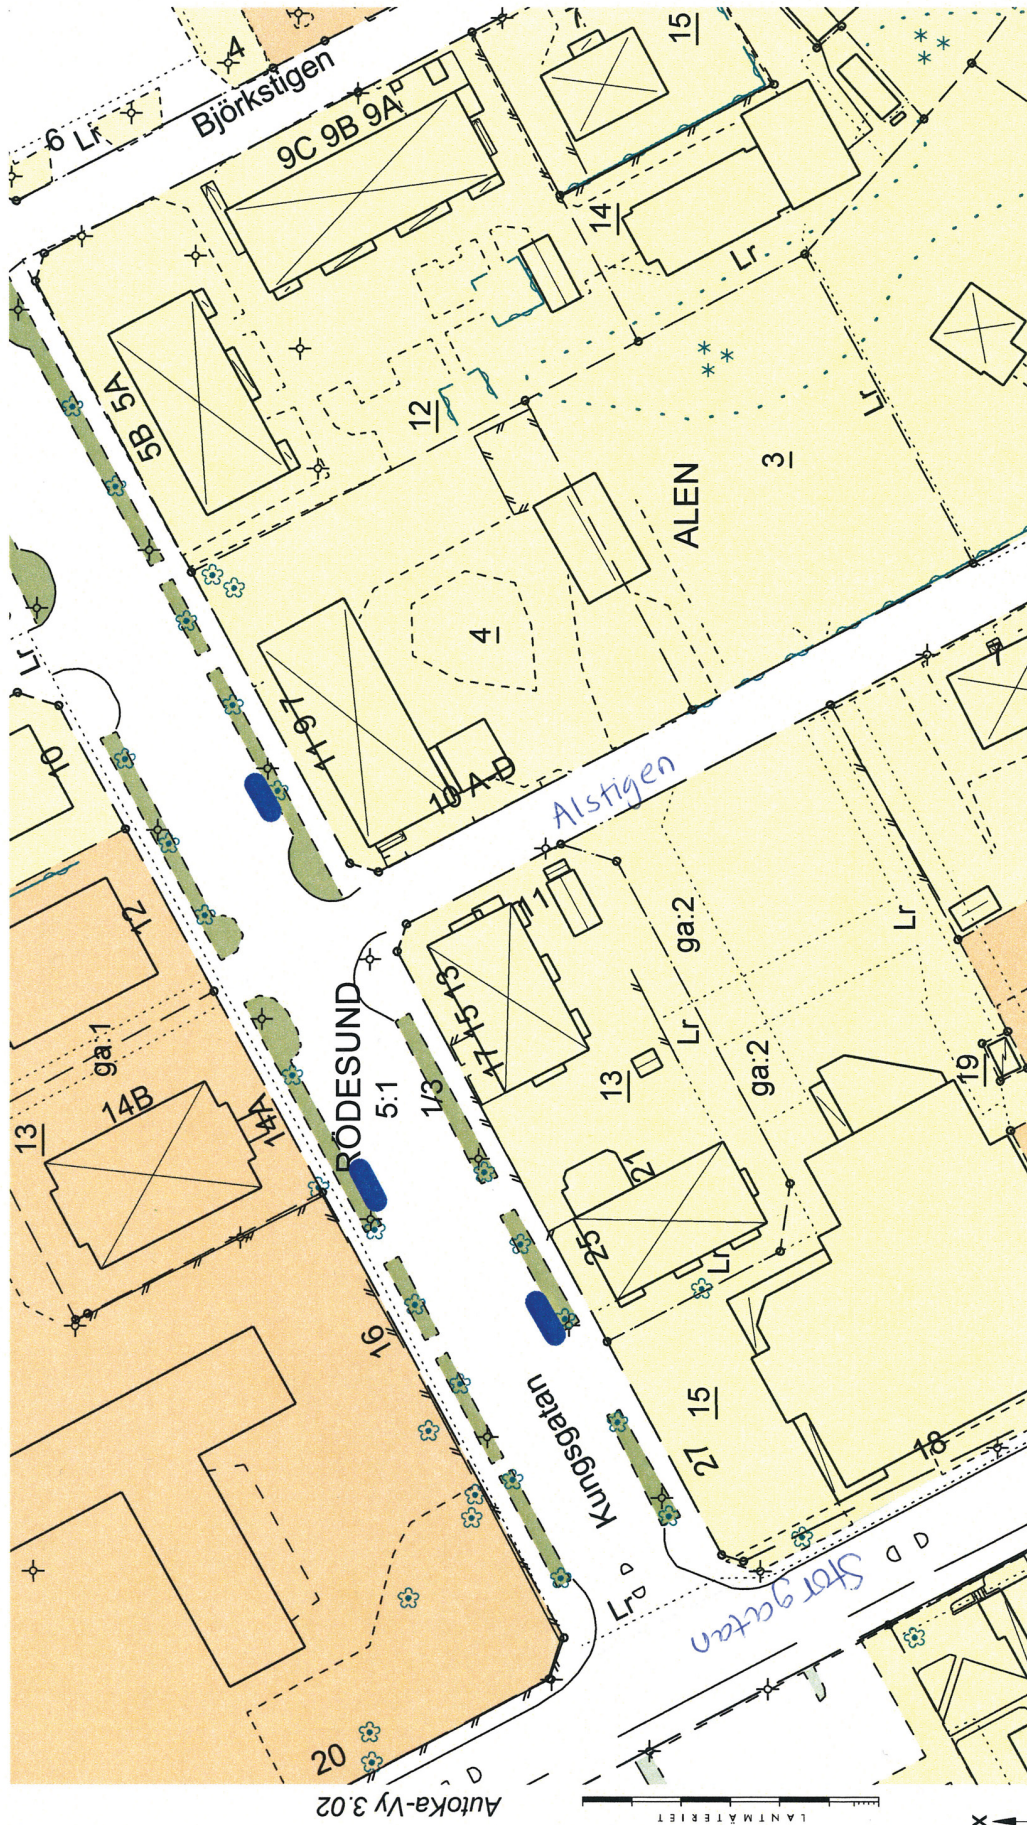 15
4
6
Lr
Björkstigen
9C 9B 9A
14
Lr
5B 5A
12
Lr
ALEN
3
4
Lr
10
11 9 7
10 A-D
Alstigen
7
12
11
ga:1
RÖDESUND
5:1
1/3
17 15 13
ga:2
Lr
Lr
13
14B
14A
13
ga:2
19
21
25
Lr
16
15
Kungsgatan
27
18
Lr
Storgatan
20
AutoKa-Vy 3.02
LANTMÄTERIET
X